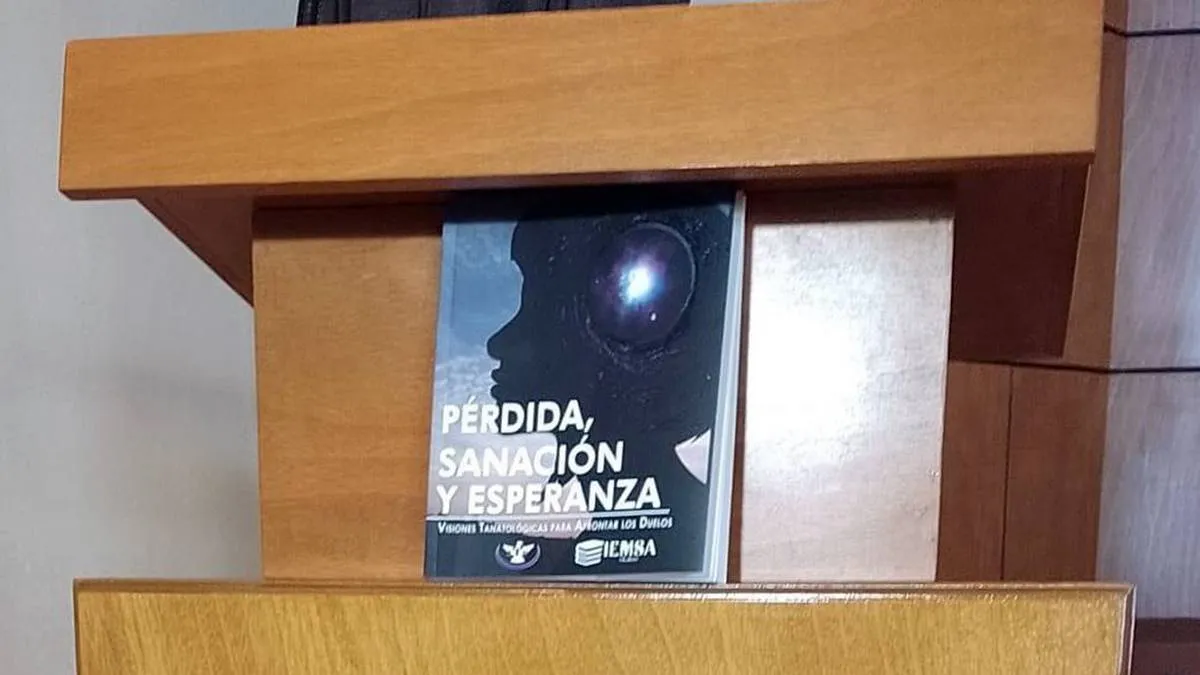 PÉRDIDA,
SANACIÓN
Y ESPERANZA
VISIONES TANATOLÓGICAS PARA AFRONTAR LOS DUELOS
IEMSA